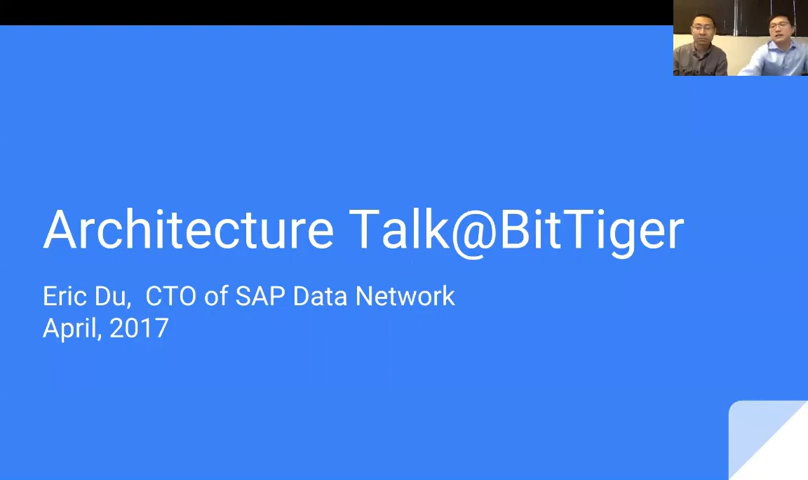 Architecture Talk@BitTiger
Eric Du,  CTO of SAP Data Network
April, 2017